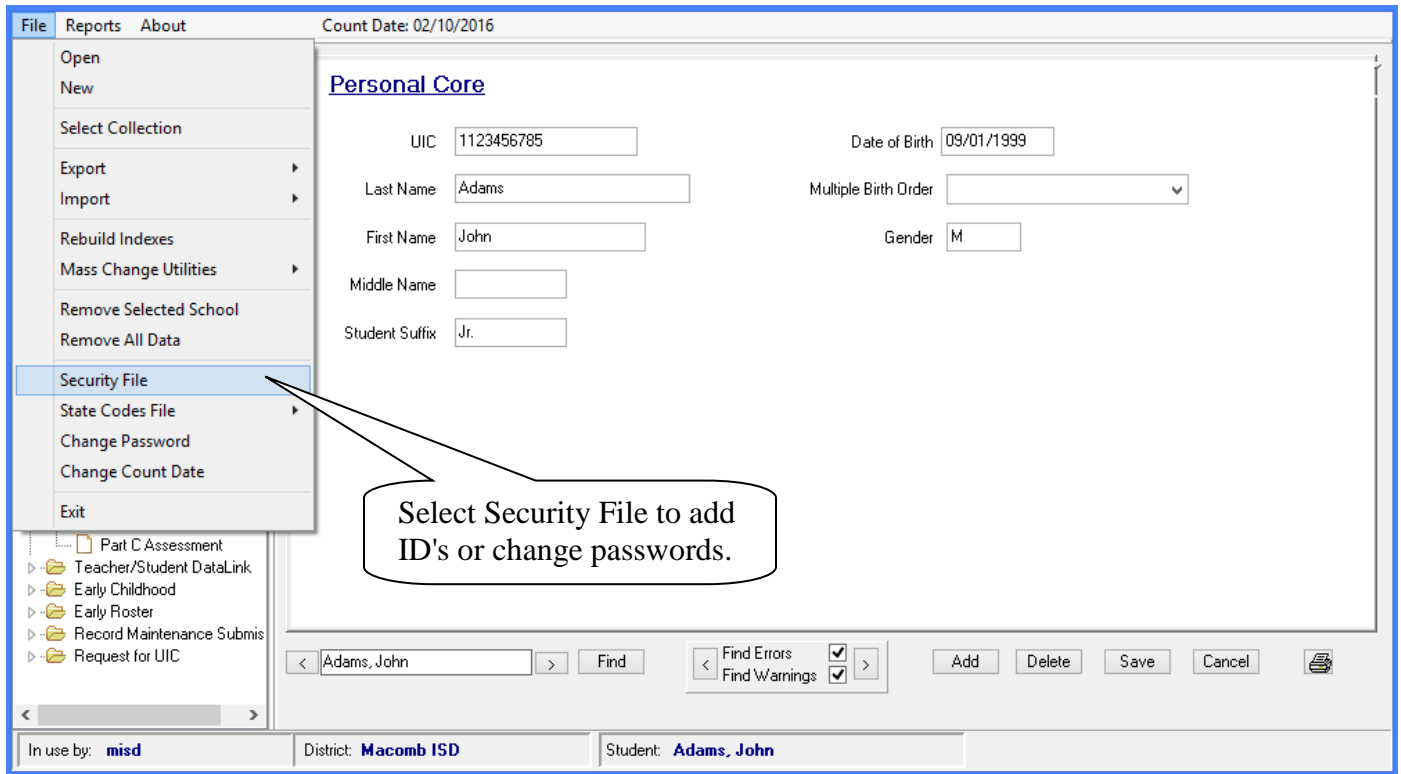 File Reports About Count Date: 02/10/2016
Open
New
Select Collection
Export
Import
Rebuild Indexes
Mass Change Utilities
Remove Selected School
Remove All Data
Security File
State Codes File
Change Password
Change Count Date
Exit
Part C Assessment
Teacher/Student DataLink
Early Childhood
Early Roster
Record Maintenance Submis
Request for UIC
Personal Core
UIC 1123456785 Date of Birth 09/01/1999
Last Name Adams Multiple Birth Order
First Name John Gender M
Middle Name
Student Suffix Jr.
Select Security File to add
ID's or change passwords.
< Adams, John > Find < Find Errors > Add Delete Save Cancel
Find Warnings
In use by: misd District: Macomb ISD Student: Adams, John